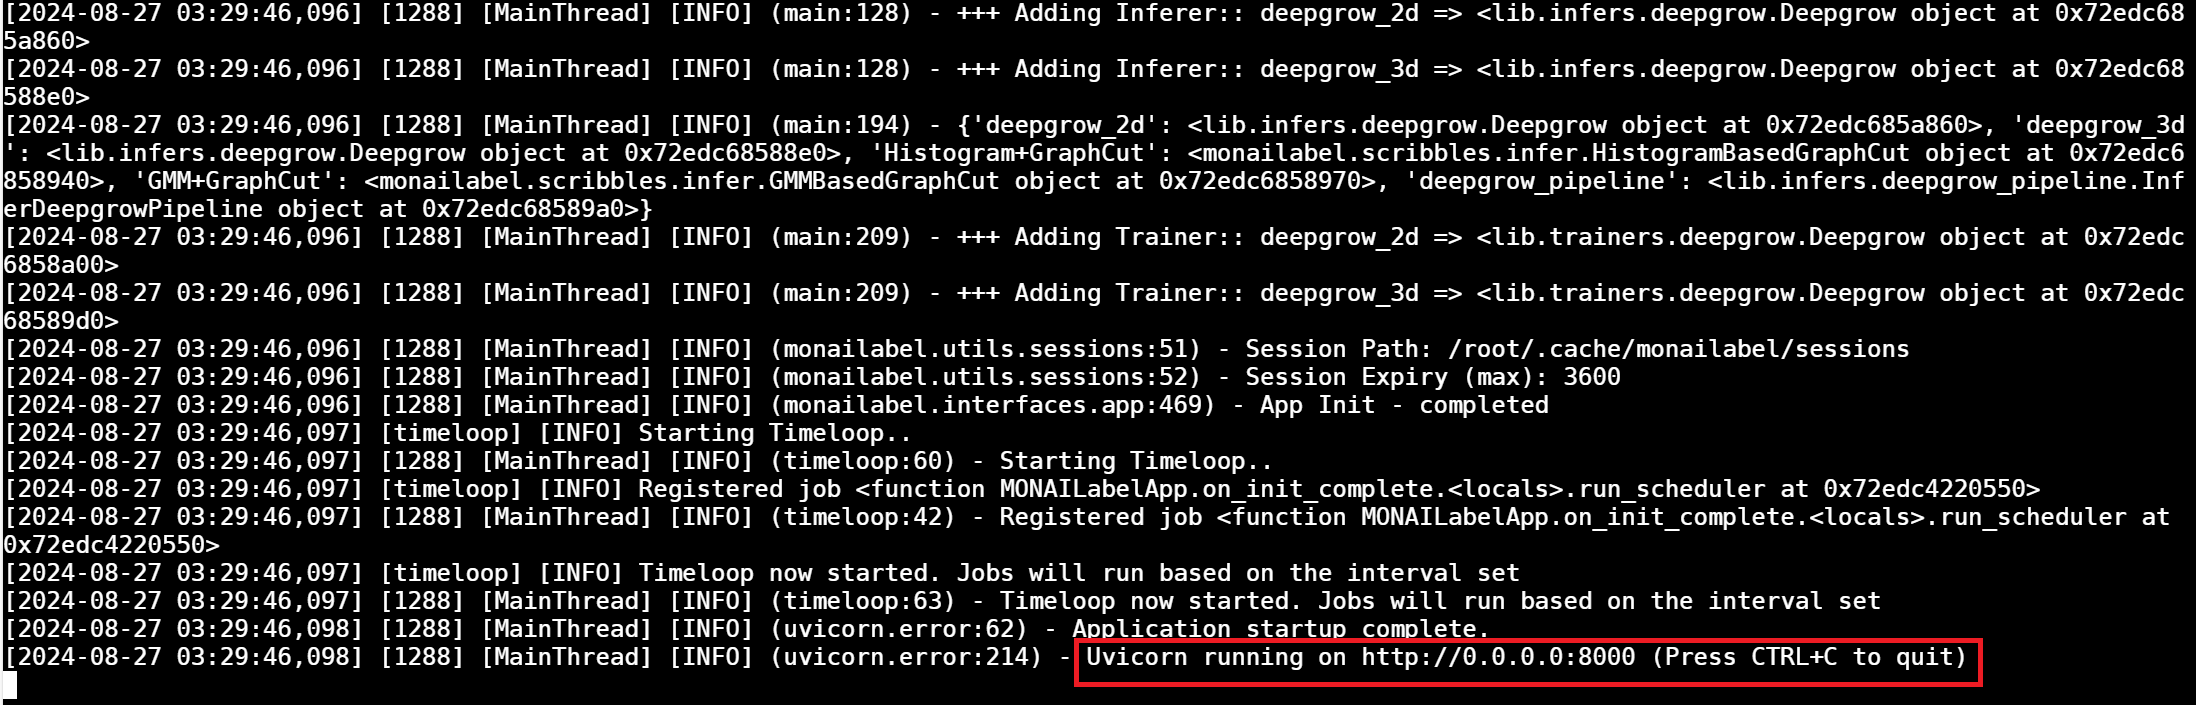 [2024-08-27 03:29:46,096] [1288] [MainThread] [INFO] (main:128) - +++ Adding Inferer:: deepgrow_2d => <lib.infers.deepgrow.Deepgrow object at 0x72edc68
5a860>
[2024-08-27 03:29:46,096] [1288] [MainThread] [INFO] (main:128) - +++ Adding Inferer:: deepgrow_3d => <lib.infers.deepgrow.Deepgrow object at 0x72edc68
588e0>
[2024-08-27 03:29:46,096] [1288] [MainThread] [INFO] (main:194) - {'deepgrow_2d': <lib.infers.deepgrow.Deepgrow object at 0x72edc685a860>, 'deepgrow_3d
': <lib.infers.deepgrow.Deepgrow object at 0x72edc68588e0>, 'Histogram+GraphCut': <monailabel.scribbles.infer.HistogramBasedGraphCut object at 0x72edc6
858940>, 'GMM+GraphCut': <monailabel.scribbles.infer.GMMBasedGraphCut object at 0x72edc6858970>, 'deepgrow_pipeline': <lib.infers.deepgrow_pipeline.Inf
erDeepgrowPipeline object at 0x72edc68589a0>}
[2024-08-27 03:29:46,096] [1288] [MainThread] [INFO] (main:209) - +++ Adding Trainer:: deepgrow_2d => <lib.trainers.deepgrow.Deepgrow object at 0x72edc
6858a00>
[2024-08-27 03:29:46,096] [1288] [MainThread] [INFO] (main:209) - +++ Adding Trainer:: deepgrow_3d => <lib.trainers.deepgrow.Deepgrow object at 0x72edc
68589d0>
[2024-08-27 03:29:46,096] [1288] [MainThread] [INFO] (monailabel.utils.sessions:51) - Session Path: /root/.cache/monailabel/sessions
[2024-08-27 03:29:46,096] [1288] [MainThread] [INFO] (monailabel.utils.sessions:52) - Session Expiry (max): 3600
[2024-08-27 03:29:46,096] [1288] [MainThread] [INFO] (monailabel.interfaces.app:469) - App Init - completed
[2024-08-27 03:29:46,097] [timeloop] [INFO] Starting Timeloop..
[2024-08-27 03:29:46,097] [1288] [MainThread] [INFO] (timeloop:60) - Starting Timeloop..
[2024-08-27 03:29:46,097] [timeloop] [INFO] Registered job <function MONAILabelApp.on_init_complete.<locals>.run_scheduler at 0x72edc4220550>
[2024-08-27 03:29:46,097] [1288] [MainThread] [INFO] (timeloop:42) - Registered job <function MONAILabelApp.on_init_complete.<locals>.run_scheduler at
0x72edc4220550>
[2024-08-27 03:29:46,097] [timeloop] [INFO] Timeloop now started. Jobs will run based on the interval set
[2024-08-27 03:29:46,097] [1288] [MainThread] [INFO] (timeloop:63) - Timeloop now started. Jobs will run based on the interval set
[2024-08-27 03:29:46,098] [1288] [MainThread] [INFO] (uvicorn.error:62) - Application startup complete.
[2024-08-27 03:29:46,098] [1288] [MainThread] [INFO] (uvicorn.error:214) - Uvicorn running on http://0.0.0.0:8000 (Press CTRL+C to quit)